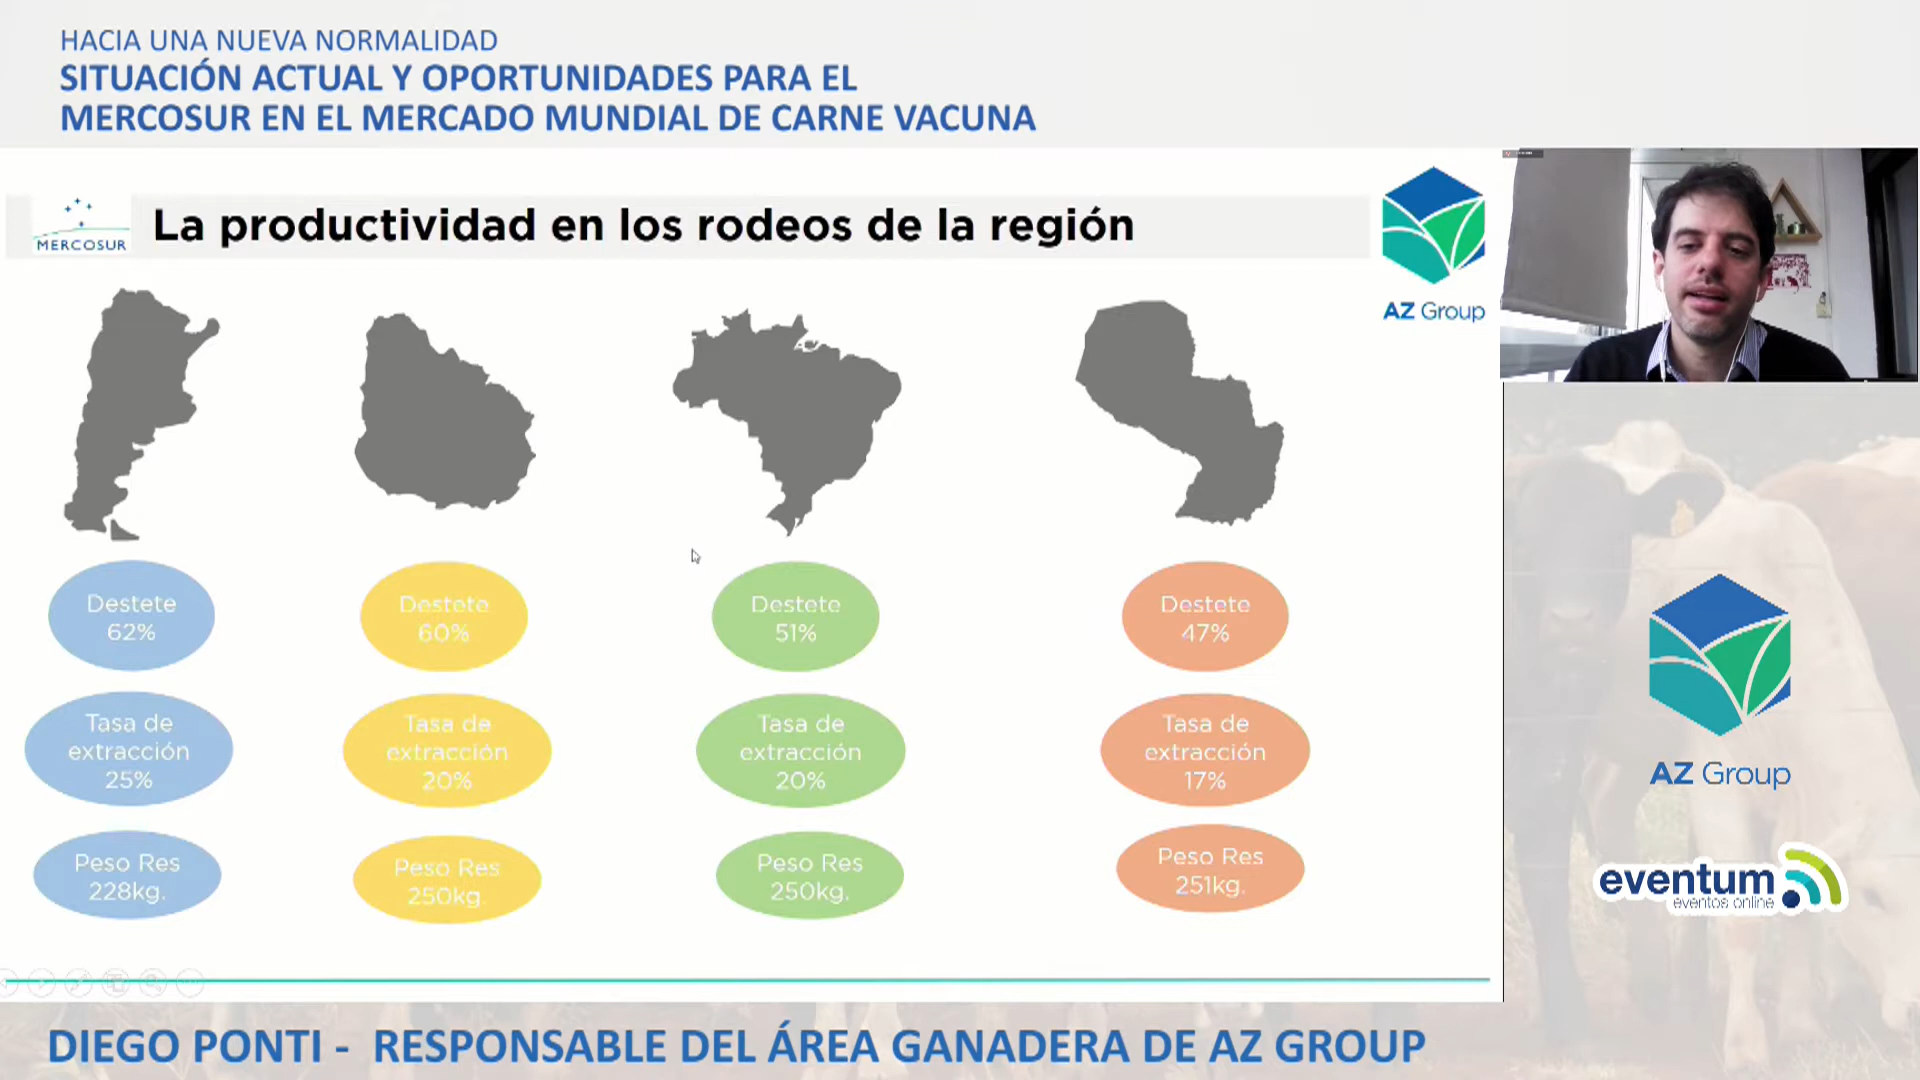 HACIA UNA NUEVA NORMALIDAD
SITUACIÓN ACTUAL Y OPORTUNIDADES PARA EL
MERCOSUR EN EL MERCADO MUNDIAL DE CARNE VACUNA
MERCOSUR
La productividad en los rodeos de la región
AZ Group
Destete
62%
Destete
60%
Destete
51%
Destete
47%
Tasa de
extracción
25%
Tasa de
extracción
20%
Tasa de
extracción
20%
Tasa de
extracción
17%
Peso Res
228kg.
Peso Res
250kg.
Peso Res
250kg.
Peso Res
251kg.
AZ Group
eventum
eventos online
DIEGO PONTI - RESPONSABLE DEL ÁREA GANADERA DE AZ GROUP